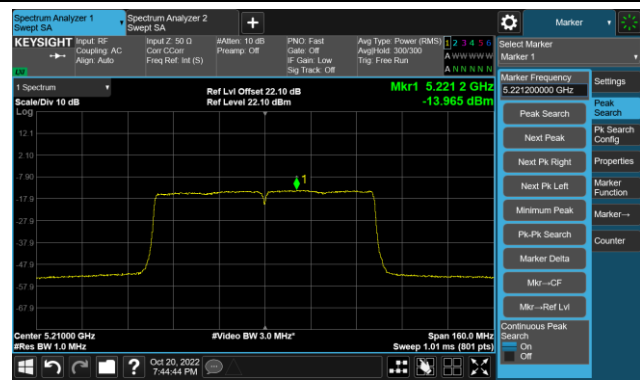 Spectrum Analyzer 1
Swept SA
Spectrum Analyzer 2
Swept SA
+
Marker
KEYSIGHT
Input: RF
Coupling: AC
Align: Auto
Input Z: 50 Ω
Corr CCorr
Freq Ref: Int (S)
#Atten: 10 dB
Preamp: Off
PNO: Fast
Gate: Off
IF Gain: Low
Sig Track: Off
Avg Type: Power (RMS)
Avg|Hold: 300/300
Trig: Free Run
1 2 3 4 5 6
A W W W W W
A N N N N N
LXI
Select Marker
Marker 1
1 Spectrum
Scale/Div 10 dB
Ref Lvl Offset 22.10 dB
Ref Level 22.10 dBm
Mkr1 5.221 2 GHz
-13.965 dBm
Log
12.1
2.10
-7.90
-17.9
-27.9
-37.9
-47.9
-57.9
-67.9
1
Center 5.21000 GHz
#Res BW 1.0 MHz
#Video BW 3.0 MHz*
Span 160.0 MHz
Sweep 1.01 ms (801 pts)
Marker Frequency
5.221200000 GHz
Peak Search
Next Peak
Next Pk Right
Next Pk Left
Minimum Peak
Pk-Pk Search
Marker Delta
Mkr→CF
Mkr→Ref Lvl
Continuous Peak
Search
On
Off
Settings
Peak
Search
Pk Search
Config
Properties
Marker
Function
Marker→
Counter
?
Oct 20, 2022
7:44:44 PM